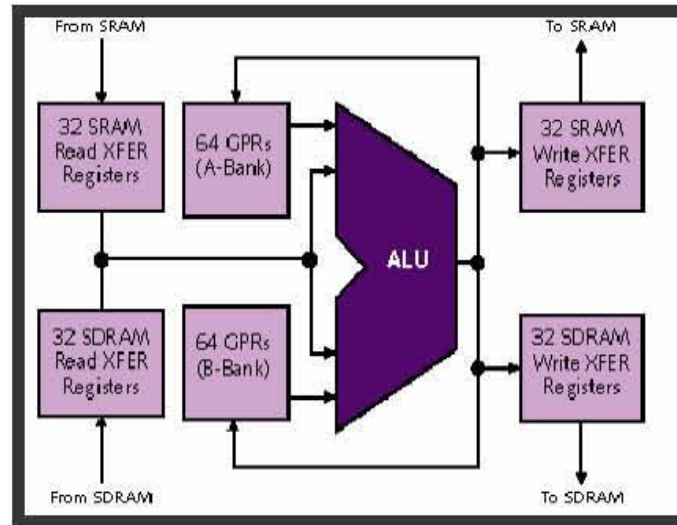 From SRAM
To SRAM
32 SRAM
Read XFER
Registers
64 GPRs
(A-Bank)
32 SRAM
Write XFER
Registers
ALU
32 SDRAM
Read XFER
Registers
64 GPRs
(B-Bank)
32 SDRAM
Write XFER
Registers
From SDRAM
To SDRAM